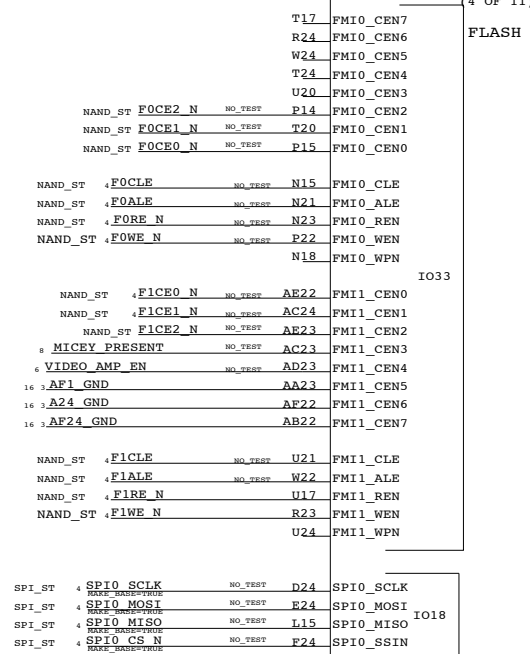 4 OF 11
FLASH
T17 FMI0_CEN7
R24 FMI0_CEN6
W24 FMI0_CEN5
T24 FMI0_CEN4
U20 FMI0_CEN3
NAND_ST F0CE2_N NO_TEST P14 FMI0_CEN2
NAND_ST F0CE1_N NO_TEST T20 FMI0_CEN1
NAND_ST F0CE0_N NO_TEST P15 FMI0_CEN0
NAND_ST 4 F0CLE NO_TEST N15 FMI0_CLE
NAND_ST 4 F0ALE NO_TEST N21 FMI0_ALE
NAND_ST 4 F0RE_N NO_TEST N23 FMI0_REN
NAND_ST 4 F0WE_N NO_TEST P22 FMI0_WEN
N18 FMI0_WPN
IO33
NAND_ST 4 F1CE0_N NO_TEST AE22 FMI1_CEN0
NAND_ST 4 F1CE1_N NO_TEST AC24 FMI1_CEN1
NAND_ST F1CE2_N NO_TEST AE23 FMI1_CEN2
8 MICEY_PRESENT NO_TEST AC23 FMI1_CEN3
6 VIDEO_AMP_EN NO_TEST AD23 FMI1_CEN4
16 3 AF1_GND AA23 FMI1_CEN5
16 3 A24_GND AF22 FMI1_CEN6
16 3 AF24_GND AB22 FMI1_CEN7
NAND_ST 4 F1CLE NO_TEST U21 FMI1_CLE
NAND_ST 4 F1ALE NO_TEST W22 FMI1_ALE
NAND_ST 4 F1RE_N U17 FMI1_REN
NAND_ST 4 F1WE_N R23 FMI1_WEN
U24 FMI1_WPN
SPI_ST 4 SPI0_SCLK NO_TEST D24 SPI0_SCLK
MAKE_BASE=TRUE
SPI_ST 4 SPI0_MOSI NO_TEST E24 SPI0_MOSI
MAKE_BASE=TRUE
IO18
SPI_ST 4 SPI0_MISO NO_TEST L15 SPI0_MISO
MAKE_BASE=TRUE
SPI_ST 4 SPI0_CS_N NO_TEST F24 SPI0_SSIN
MAKE_BASE=TRUE